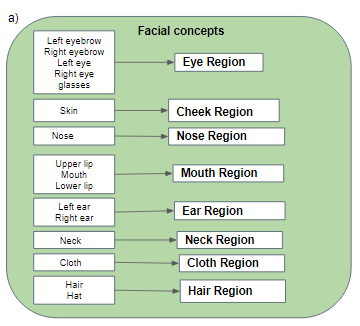 a)
Facial concepts
Left eyebrow
Right eyebrow
Left eye
Right eye
glasses
Eye Region
Skin
Cheek Region
Nose
Nose Region
Upper lip
Mouth
Lower lip
Mouth Region
Left ear
Right ear
Ear Region
Neck
Neck Region
Cloth
Cloth Region
Hair
Hat
Hair Region